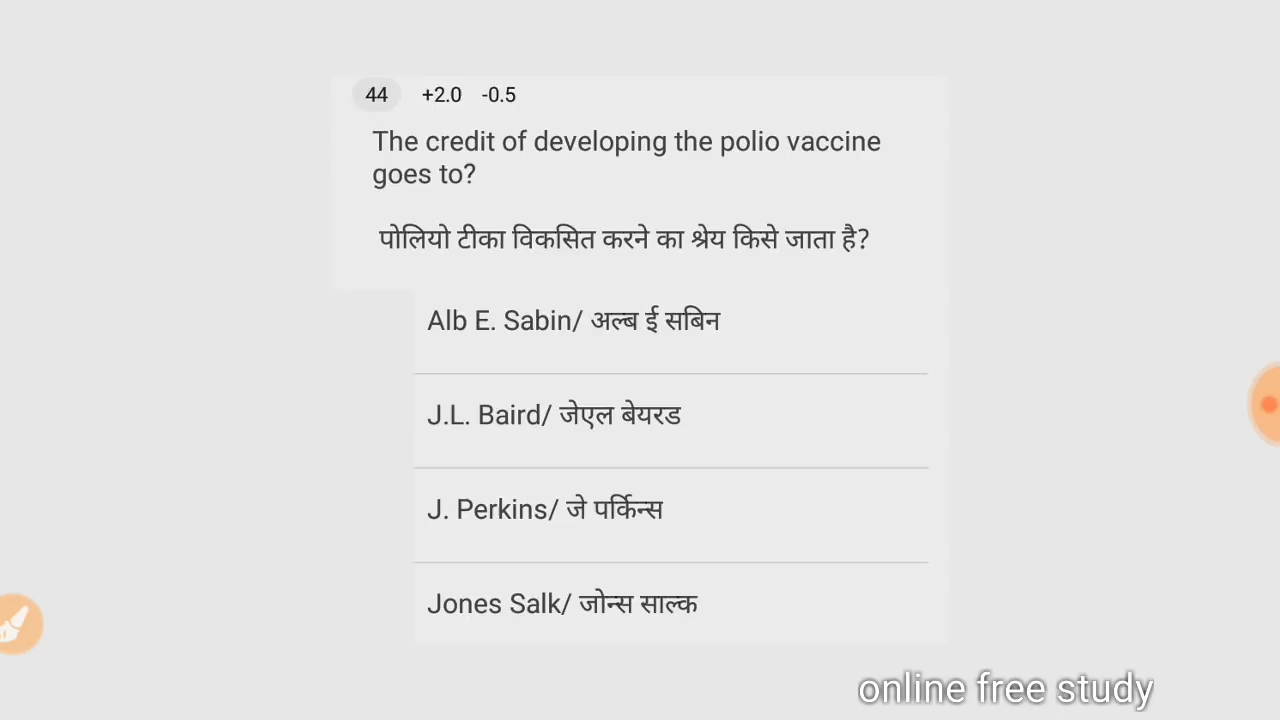 44 +2.0 -0.5
The credit of developing the polio vaccine
goes to?
पोलियो टीका विकसित करने का श्रेय किसे जाता है?
Alb E. Sabin/ अल्ब ई सबिन
J.L. Baird/ जेएल बेयरड
J. Perkins/ जे पर्किन्स
Jones Salk/ जोन्स साल्क
online free study